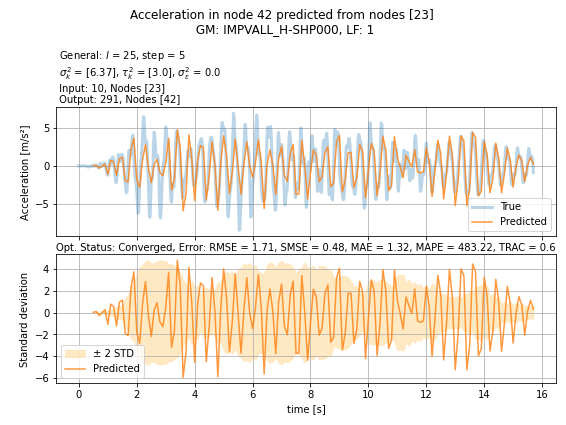 Acceleration in node 42 predicted from nodes [23]
GM: IMPVALL_H-SHP000, LF: 1
General: l = 25, step = 5
σ²ₖ = [6.37], τ²ₖ = [3.0], σ²ε = 0.0
Input: 10, Nodes [23]
Output: 291, Nodes [42]
Acceleration [m/s²]
5
0
−5
True
Predicted
Opt. Status: Converged, Error: RMSE = 1.71, SMSE = 0.48, MAE = 1.32, MAPE = 483.22, TRAC = 0.6
Standard deviation
4
2
0
−2
−4
−6
± 2 STD
Predicted
0 2 4 6 8 10 12 14 16
time [s]